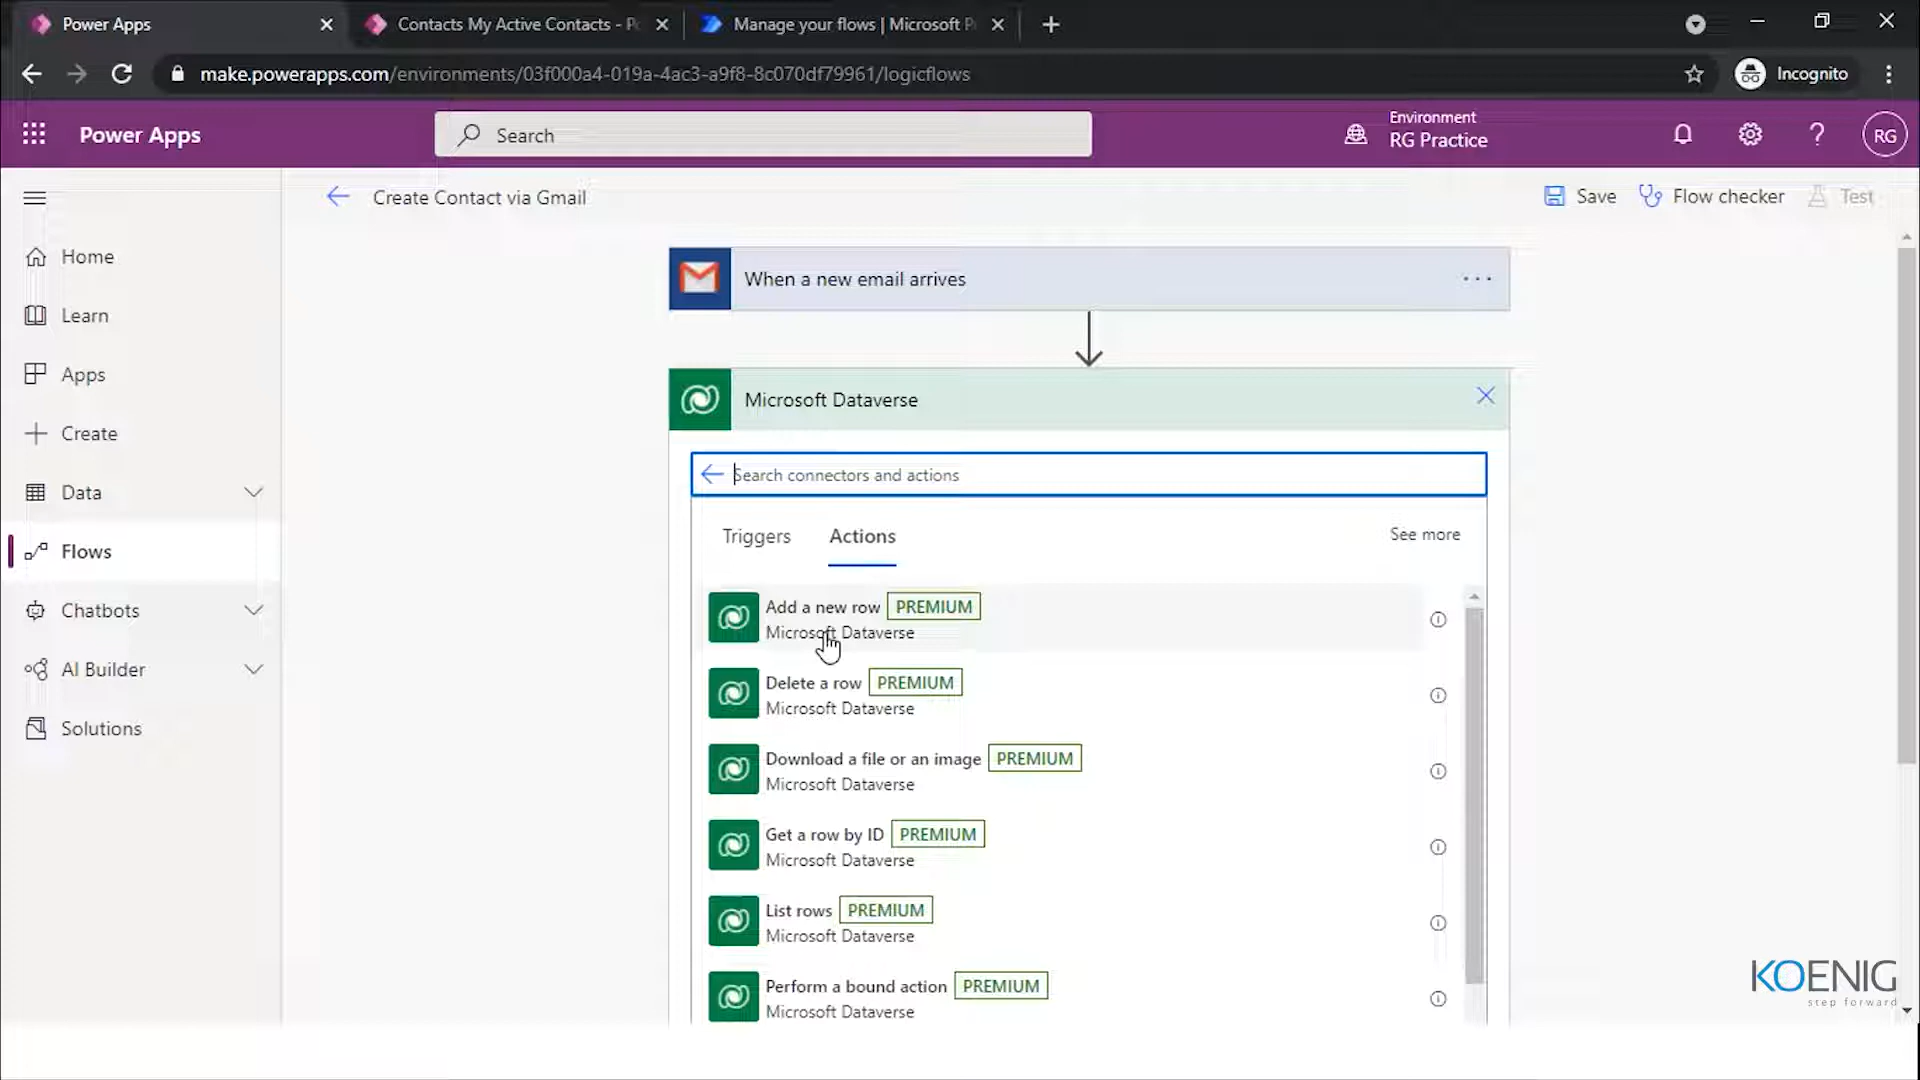 Power Apps
Contacts My Active Contacts - Po
Manage your flows | Microsoft P
make.powerapps.com/environments/03f000a4-019a-4ac3-a9f8-8c070df79961/logicflows
Incognito
Power Apps
Search
Environment
RG Practice
RG
Create Contact via Gmail
Save
Flow checker
Test
Home
Learn
Apps
Create
Data
Flows
Chatbots
AI Builder
Solutions
When a new email arrives
Microsoft Dataverse
Search connectors and actions
Triggers
Actions
See more
Add a new row PREMIUM
Microsoft Dataverse
Delete a row PREMIUM
Microsoft Dataverse
Download a file or an image PREMIUM
Microsoft Dataverse
Get a row by ID PREMIUM
Microsoft Dataverse
List rows PREMIUM
Microsoft Dataverse
Perform a bound action PREMIUM
Microsoft Dataverse
KOENIG
step forward